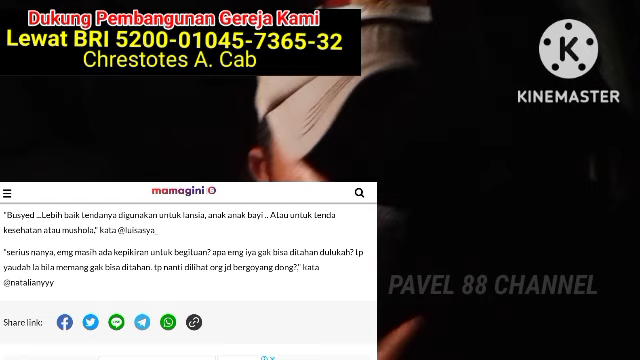 Dukung Pembangunan Gereja Kami
Lewat BRI 5200-01045-7365-32
Chrestotes A. Cab
K
KINEMASTER
mamagini
"Busyed ...Lebih baik tendanya digunakan untuk lansia, anak anak bayi .. Atau untuk tenda
kesehatan atau mushola," kata @luisasya_
"serius nanya, emg masih ada kepikiran untuk begituan? apa emg iya gak bisa ditahan dulukah? tp
yaudah la bila memang gak bisa ditahan. tp nanti dilihat org jd bergoyang dong?," kata
@natalianyyy
PAVEL 88 CHANNEL
Share link: